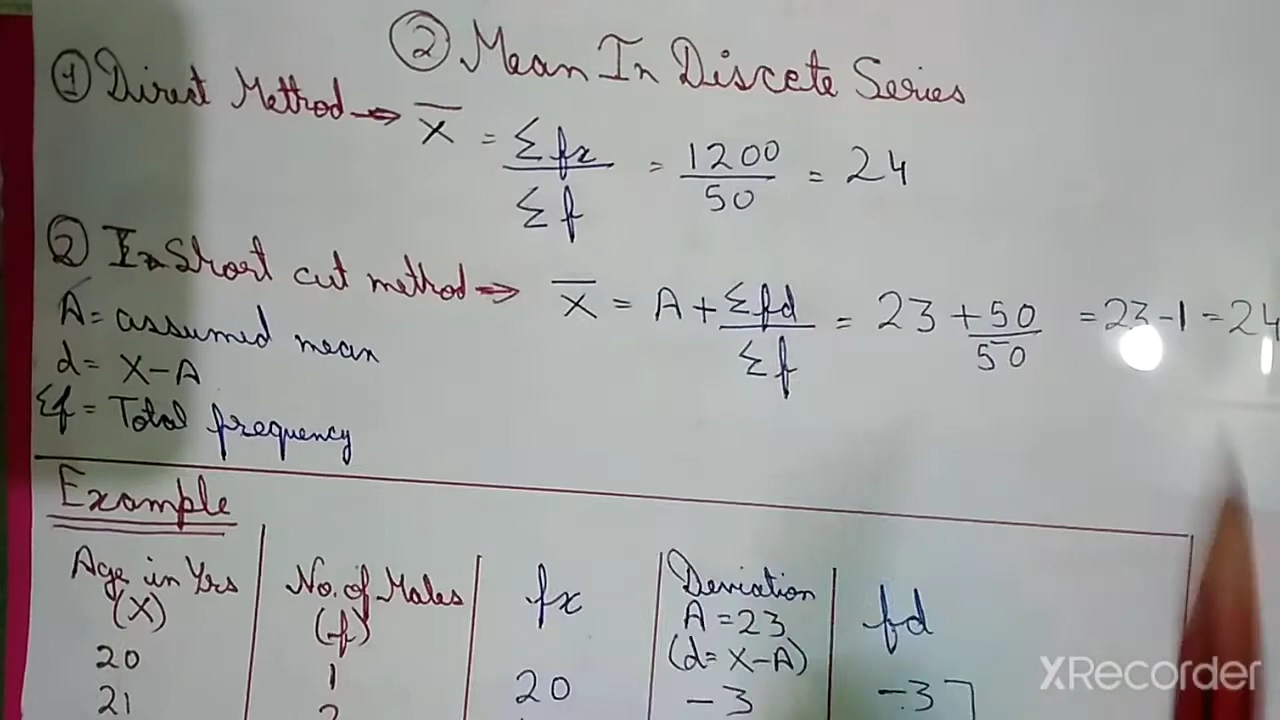 ② Mean In Discete Series
① Direct Method → X̄ = Σfx / Σf = 1200 / 50 = 24
② Short cut method ⇒ X̄ = A + Σfd / Σf = 23 + 50 / 50 = 23 - 1 = 24
A = assumed mean
d = X - A
Σf = Total frequency
Example
Age in Yrs (X) No. of Males (f) fx Deviation A = 23 (d = X - A) fd
20 1 20 -3 -3
21
XRecorder